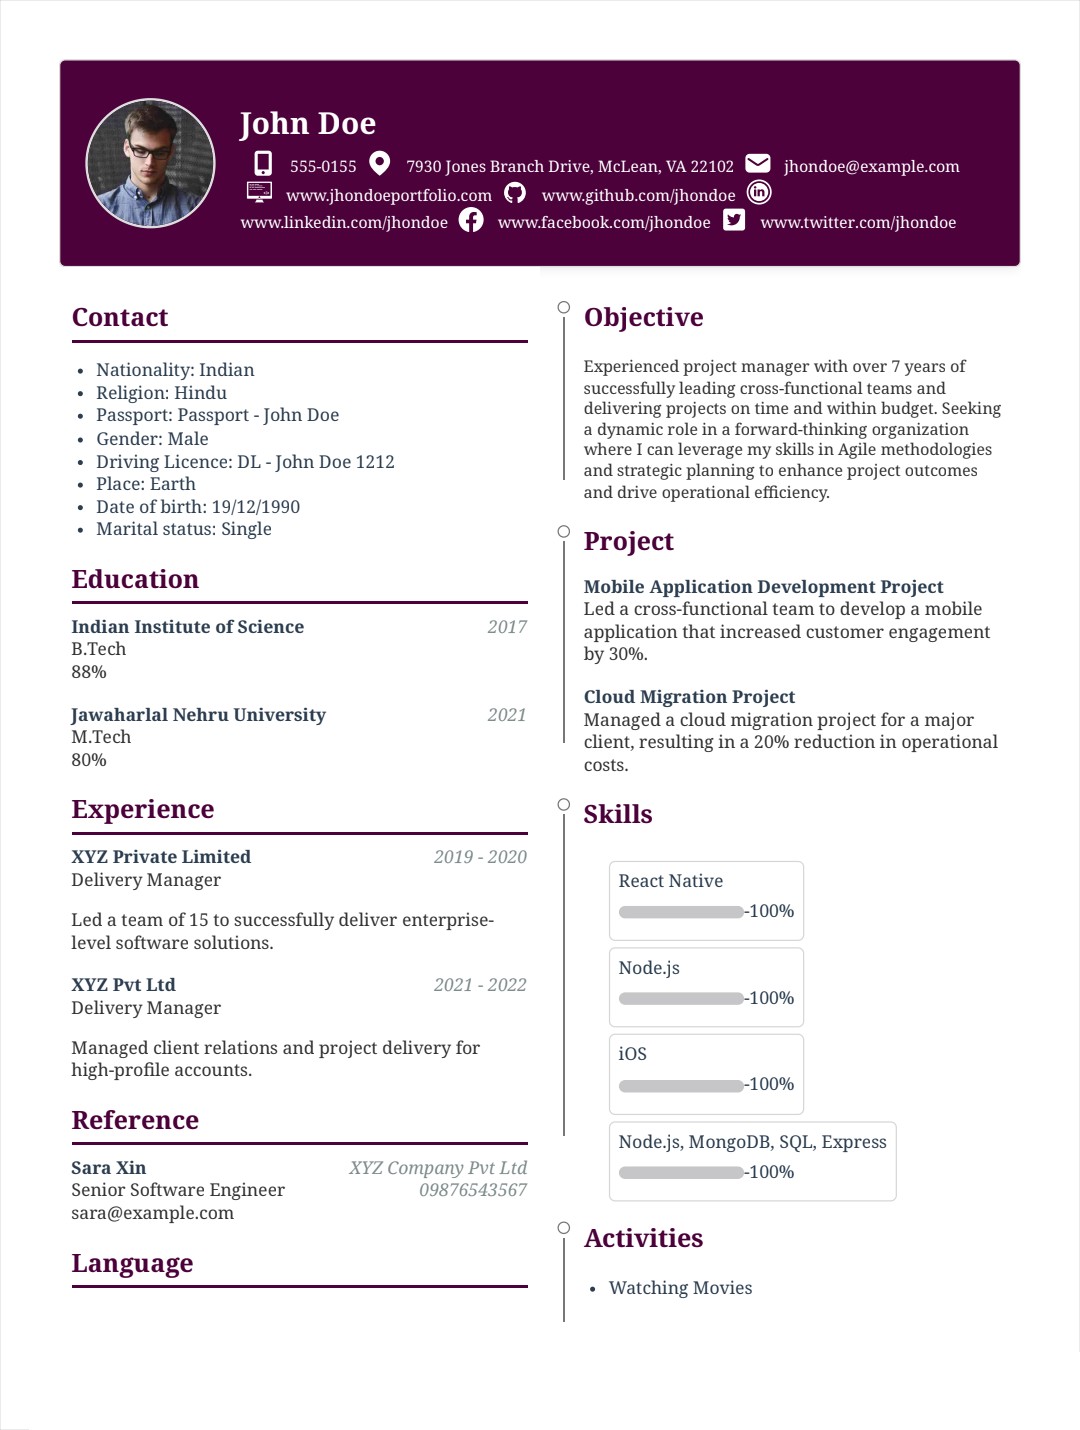 John Doe
555-0155 7930 Jones Branch Drive, McLean, VA 22102 jhondoe@example.com
www.jhondoeportfolio.com www.github.com/jhondoe
www.linkedin.com/jhondoe www.facebook.com/jhondoe www.twitter.com/jhondoe
Contact
• Nationality: Indian
• Religion: Hindu
• Passport: Passport - John Doe
• Gender: Male
• Driving Licence: DL - John Doe 1212
• Place: Earth
• Date of birth: 19/12/1990
• Marital status: Single
Education
Indian Institute of Science 2017
B.Tech
88%
Jawaharlal Nehru University 2021
M.Tech
80%
Experience
XYZ Private Limited 2019 - 2020
Delivery Manager
Led a team of 15 to successfully deliver enterprise-
level software solutions.
XYZ Pvt Ltd 2021 - 2022
Delivery Manager
Managed client relations and project delivery for
high-profile accounts.
Reference
Sara Xin XYZ Company Pvt Ltd
Senior Software Engineer 09876543567
sara@example.com
Language
Objective
Experienced project manager with over 7 years of
successfully leading cross-functional teams and
delivering projects on time and within budget. Seeking
a dynamic role in a forward-thinking organization
where I can leverage my skills in Agile methodologies
and strategic planning to enhance project outcomes
and drive operational efficiency.
Project
Mobile Application Development Project
Led a cross-functional team to develop a mobile
application that increased customer engagement
by 30%.
Cloud Migration Project
Managed a cloud migration project for a major
client, resulting in a 20% reduction in operational
costs.
Skills
React Native
-100%
Node.js
-100%
iOS
-100%
Node.js, MongoDB, SQL, Express
-100%
Activities
• Watching Movies